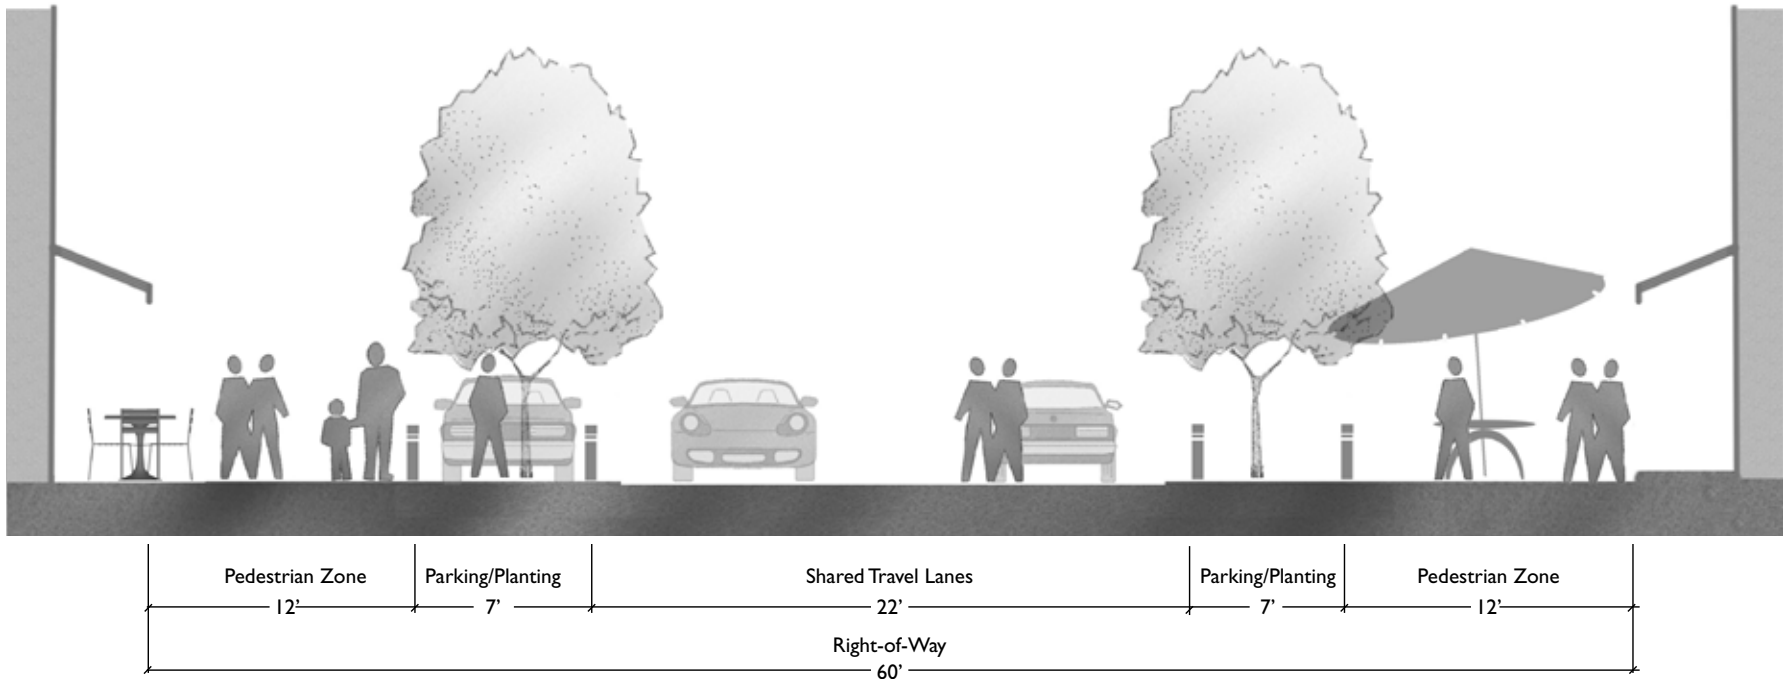 Pedestrian Zone
12’
Parking/Planting
7’
Shared Travel Lanes
22’
Parking/Planting
7’
Pedestrian Zone
12’
Right-of-Way
60’